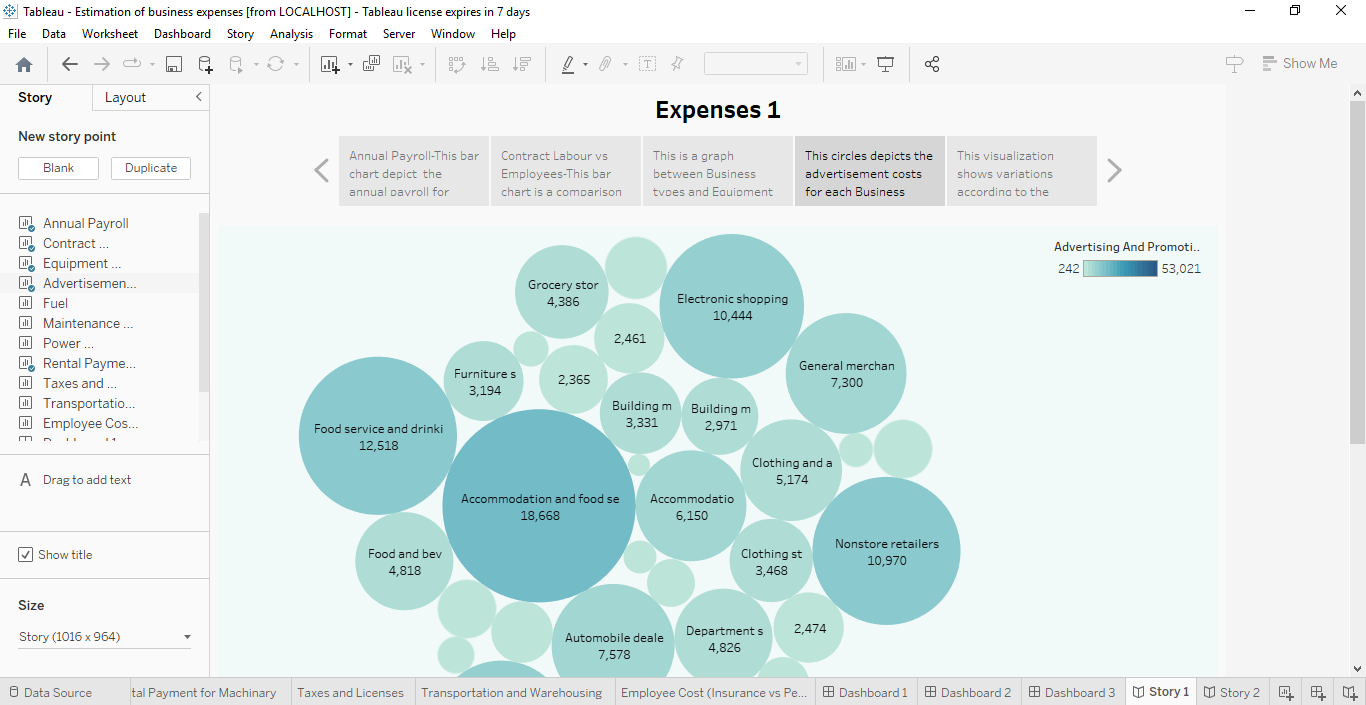 Tableau - Estimation of business expenses [from LOCALHOST] - Tableau license expires in 7 days
File Data Worksheet Dashboard Story Analysis Format Server Window Help
Show Me
Story Layout
New story point
Blank Duplicate
Annual Payroll
Contract ...
Equipment ...
Advertisemen...
Fuel
Maintenance ...
Power ...
Rental Payme...
Taxes and ...
Transportatio...
Employee Cos...
Dashboard 1
A Drag to add text
Show title
Size
Story (1016 x 964)
Expenses 1
Annual Payroll-This bar
chart depict the
annual payroll for
Contract Labour vs
Employees-This bar
chart is a comparison
This is a graph
between Business
types and Equipment
This circles depicts the
advertisement costs
for each Business
This visualization
shows variations
according to the
Advertising And Promoti..
242 53,021
Grocery stor
4,386
Electronic shopping
10,444
2,461
General merchan
7,300
Furniture s
3,194
2,365
Building m
3,331
Building m
2,971
Food service and drinki
12,518
Clothing and a
5,174
Accommodation and food se
18,668
Accommodatio
6,150
Food and bev
4,818
Clothing st
3,468
Nonstore retailers
10,970
Automobile deale
7,578
Department s
4,826
2,474
Data Source tal Payment for Machinary Taxes and Licenses Transportation and Warehousing Employee Cost (Insurance vs Pe... Dashboard 1 Dashboard 2 Dashboard 3 Story 1 Story 2